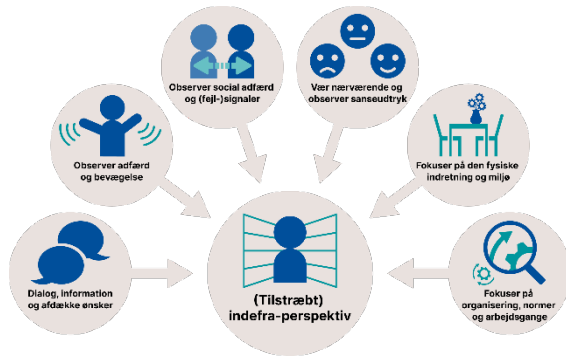 Observer social adfærd
og (fejl-)signaler
Vær nærværende og
observer sanseudtryk
Observer adfærd
og bevægelse
Fokuser på den fysiske
indretning og miljø
Dialog, information
og afdække ønsker
(Tilstræbt)
indefra-perspektiv
Fokuser på
organisering, normer
og arbejdsgange